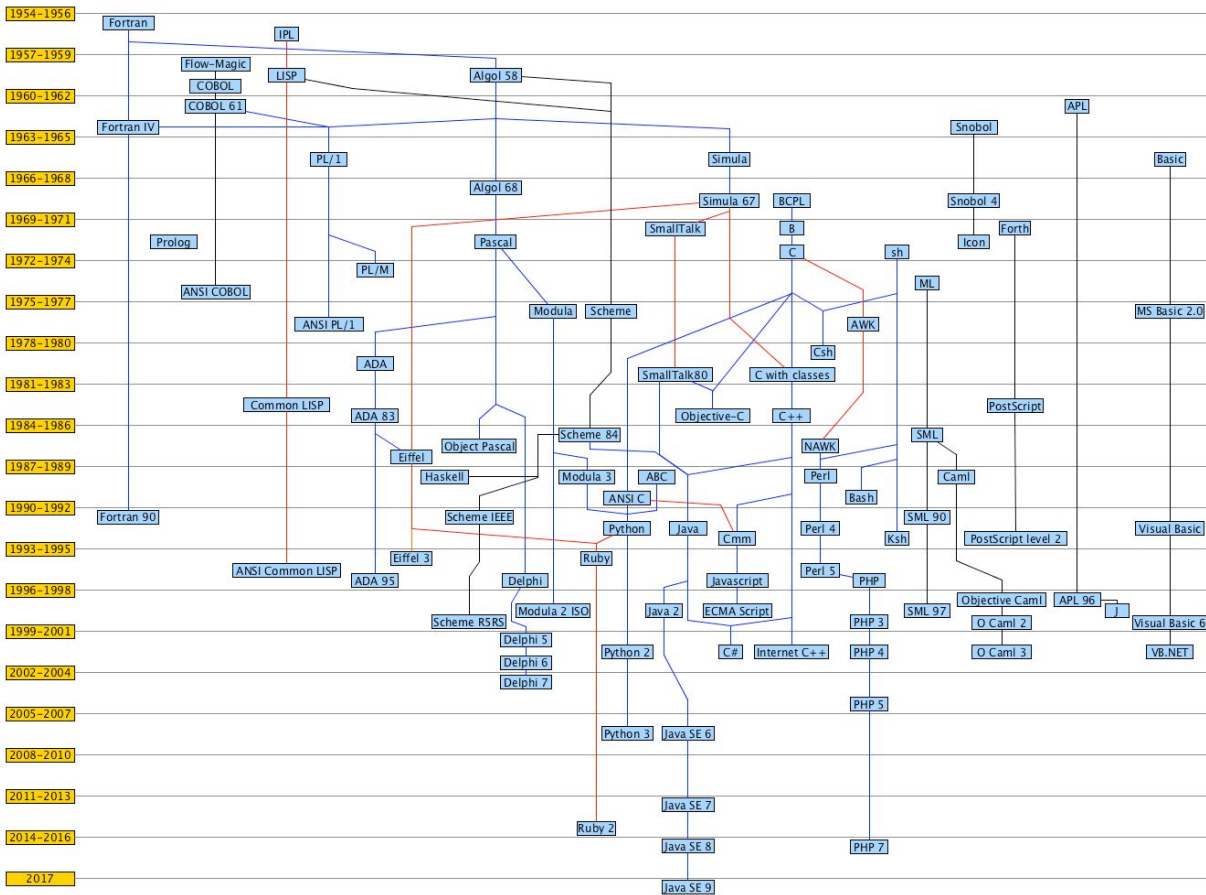 1954-1956
Fortran
IPL
1957-1959
Flow-Magic
LISP
Algol 58
COBOL
1960-1962
COBOL 61
APL
Fortran IV
Snobol
1963-1965
PL/1
Simula
Basic
1966-1968
Algol 68
Simula 67
BCPL
Snobol 4
1969-1971
SmallTalk
B
Forth
Prolog
Pascal
Icon
C
sh
1972-1974
PL/M
ML
ANSI COBOL
1975-1977
Modula
Scheme
MS Basic 2.0
ANSI PL/1
AWK
1978-1980
Csh
ADA
SmallTalk80
C with classes
1981-1983
Common LISP
PostScript
ADA 83
Objective-C
C++
1984-1986
Scheme 84
SML
Object Pascal
NAWK
Eiffel
1987-1989
Haskell
Modula 3
ABC
Perl
Caml
ANSI C
Bash
1990-1992
Fortran 90
Scheme IEEE
SML 90
Python
Java
Perl 4
Visual Basic
Cmm
Ksh
PostScript level 2
1993-1995
Eiffel 3
Ruby
ANSI Common LISP
Perl 5
ADA 95
Delphi
Javascript
PHP
1996-1998
Objective Caml
APL 96
Modula 2 ISO
Java 2
ECMA Script
SML 97
J
Scheme R5RS
PHP 3
O Caml 2
Visual Basic 6
1999-2001
Delphi 5
Python 2
C#
Internet C++
PHP 4
O Caml 3
VB.NET
Delphi 6
2002-2004
Delphi 7
PHP 5
2005-2007
Python 3
Java SE 6
2008-2010
2011-2013
Java SE 7
Ruby 2
2014-2016
Java SE 8
PHP 7
2017
Java SE 9